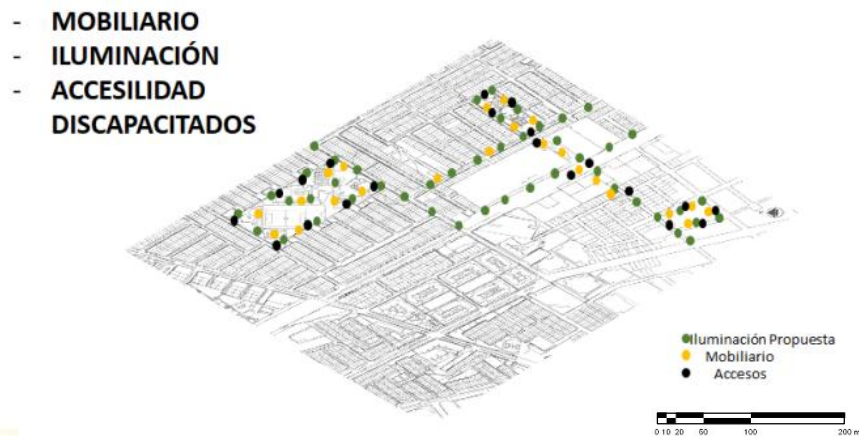 - MOBILIARIO
- ILUMINACIÓN
- ACCESILIDAD
DISCAPACITADOS
Iluminación Propuesta
Mobiliario
Accesos
0 10 20 50 100 200 m